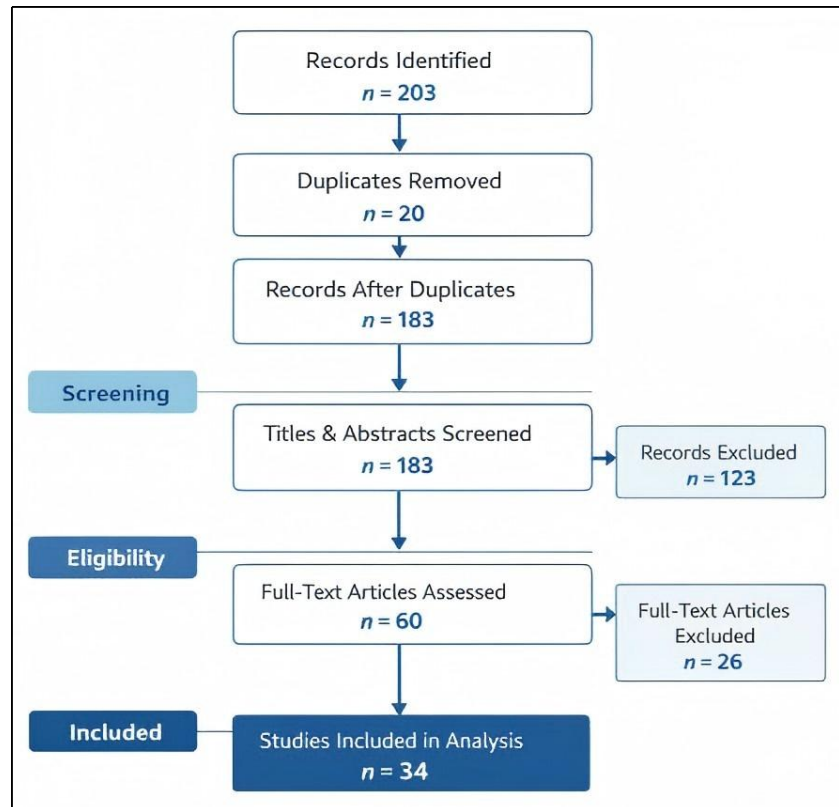 Records Identified
n = 203
Duplicates Removed
n = 20
Records After Duplicates
n = 183
Screening
Titles & Abstracts Screened
n = 183
Records Excluded
n = 123
Eligibility
Full-Text Articles Assessed
n = 60
Full-Text Articles
Excluded
n = 26
Included
Studies Included in Analysis
n = 34